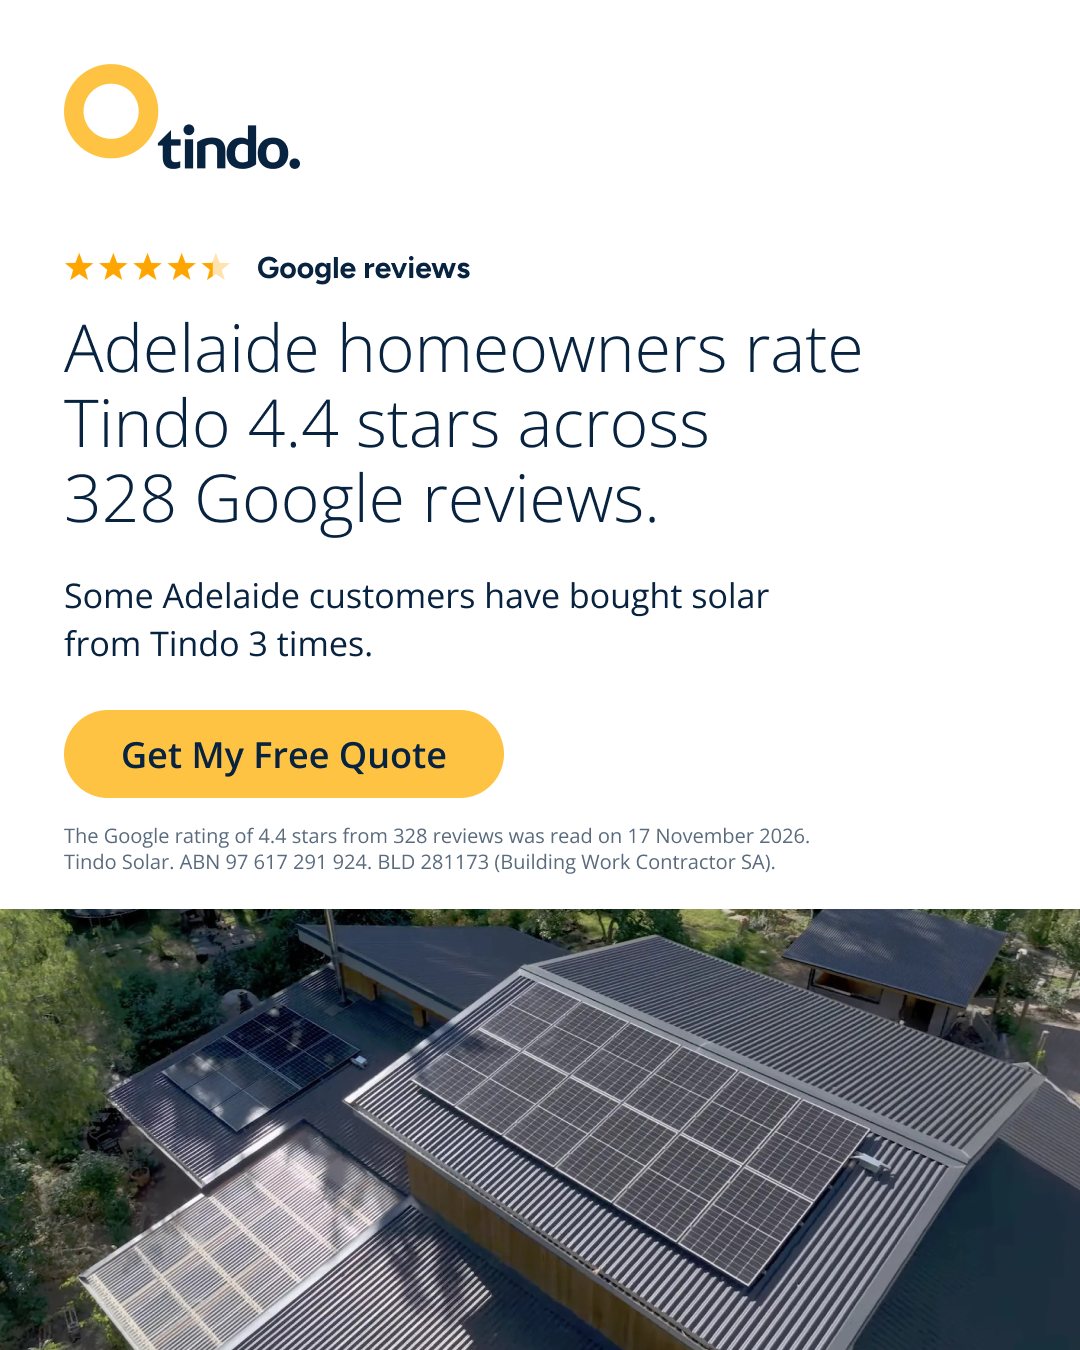 tindo.
Google reviews
Adelaide homeowners rate
Tindo 4.4 stars across
328 Google reviews.
Some Adelaide customers have bought solar
from Tindo 3 times.
Get My Free Quote
The Google rating of 4.4 stars from 328 reviews was read on 17 November 2026.
Tindo Solar. ABN 97 617 291 924. BLD 281173 (Building Work Contractor SA).